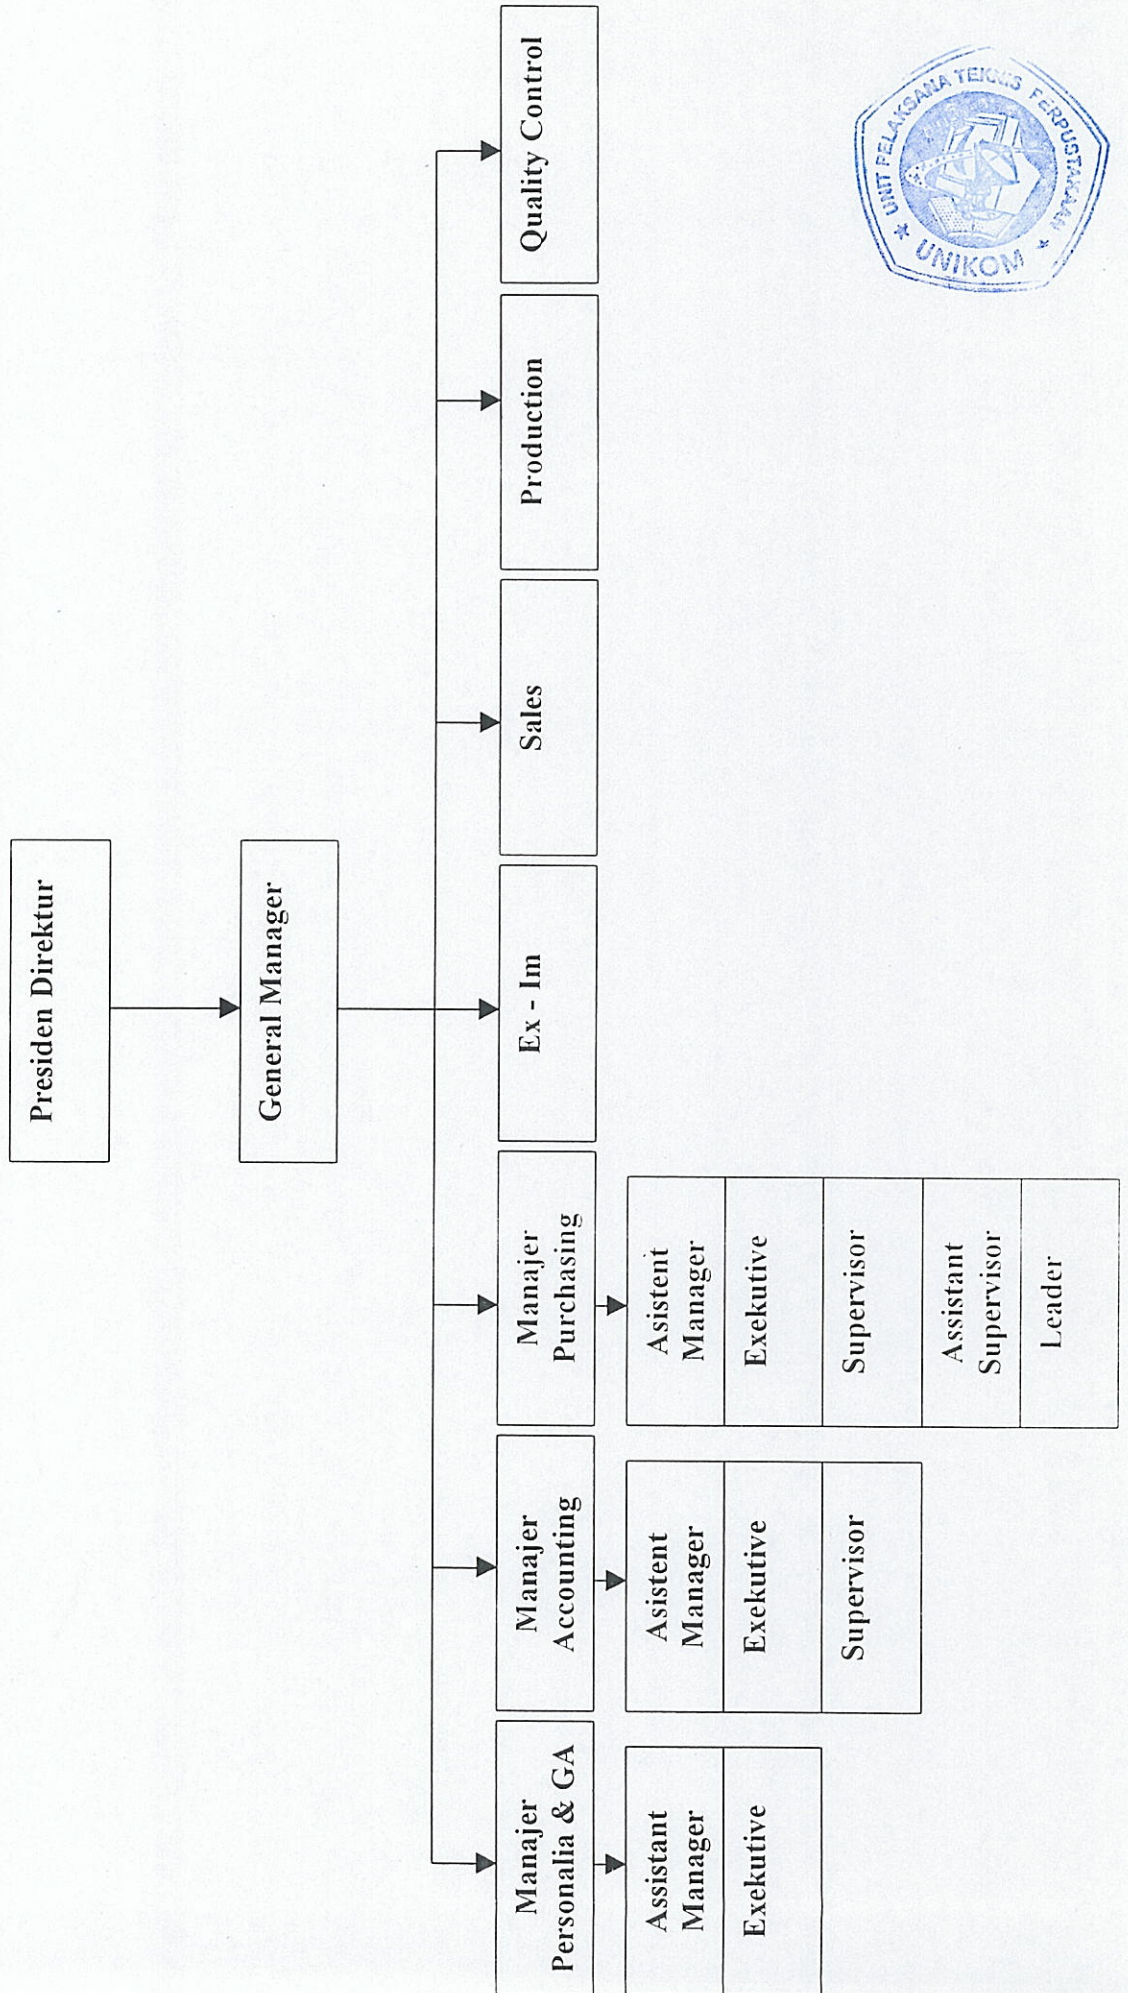 Presiden Direktur
General Manager
Manajer
Personalia & GA
Manajer
Accounting
Manajer
Purchasing
Ex - Im
Sales
Production
Quality Control
Assistant
Manager
Exekutive
Asistent
Manager
Exekutive
Supervisor
Asistent
Manager
Exekutive
Supervisor
Assistant
Supervisor
Leader
UNIT PELAKSANA TEKNIS PERPUSTAKAAN
UNIKOM